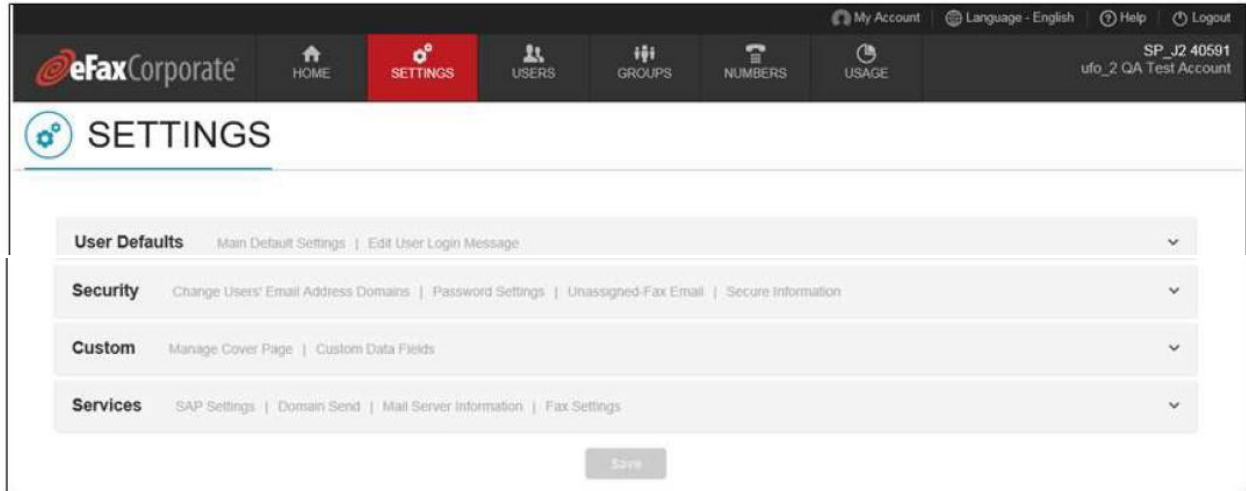 My Account | Language - English | Help | Logout
eFaxCorporate HOME SETTINGS USERS GROUPS NUMBERS USAGE SP_J2 40591
ufo_2 QA Test Account
SETTINGS
User Defaults Main Default Settings | Edit User Login Message
Security Change Users' Email Address Domains | Password Settings | Unassigned-Fax Email | Secure Information
Custom Manage Cover Page | Custom Data Fields
Services SAP Settings | Domain Send | Mail Server Information | Fax Settings
Save